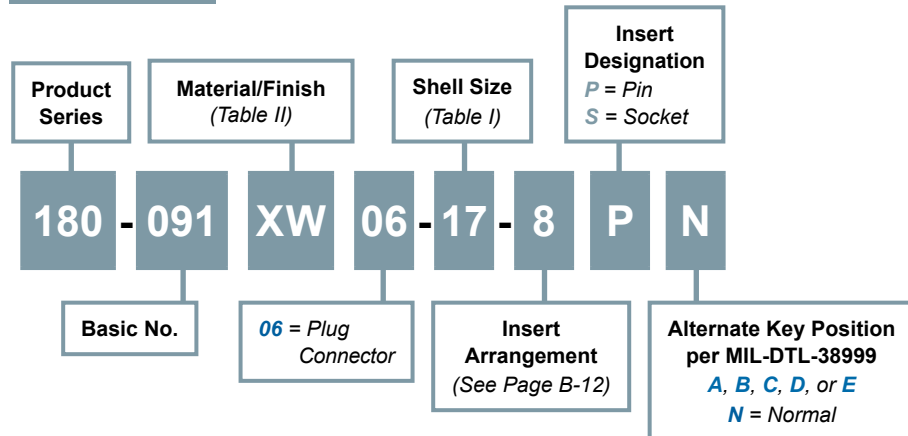 Product
Series
Material/Finish
(Table II)
Shell Size
(Table I)
Insert
Designation
P = Pin
S = Socket
180 - 091 XW 06 - 17 - 8 P N
Basic No.
06 = Plug
Connector
Insert
Arrangement
(See Page B-12)
Alternate Key Position
per MIL-DTL-38999
A, B, C, D, or E
N = Normal